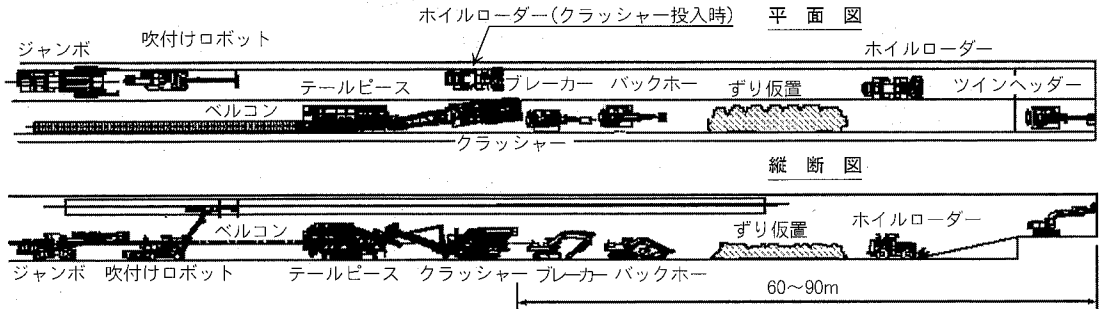 ホイルローダー(クラッシャー投入時) 平面図
ジャンボ 吹付けロボット ホイルローダー
テールピース ブレーカー バックホー ずり仮置 ツインヘッダー
ベルコン
クラッシャー
縦断図
ベルコン ずり仮置 ホイルローダー
ジャンボ 吹付けロボット テールピース クラッシャー ブレーカー バックホー
60~90m